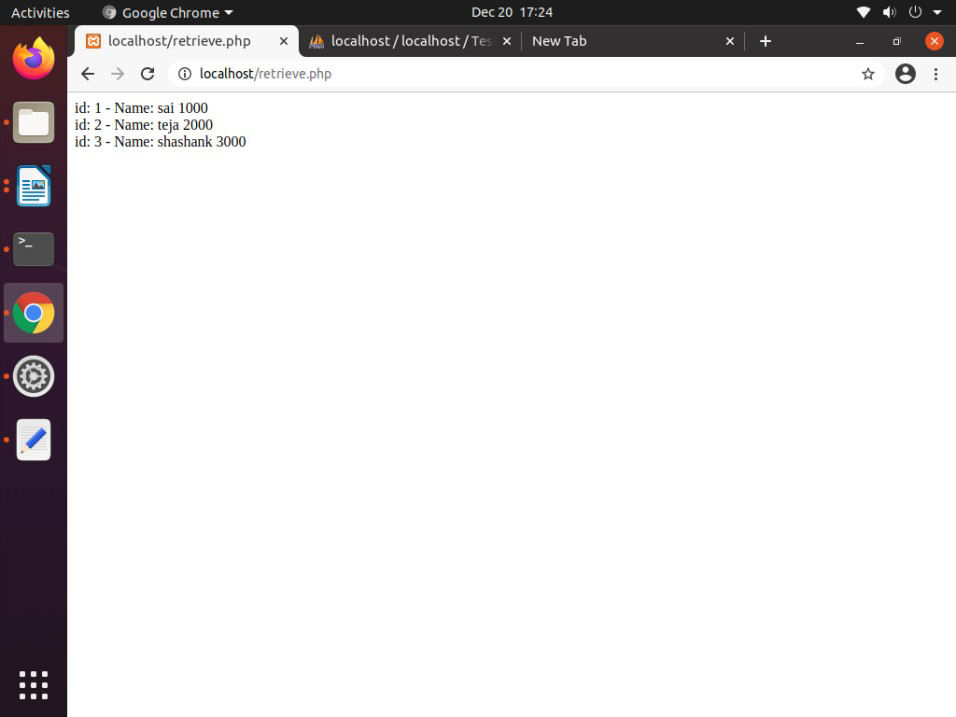 Activities
Google Chrome
Dec 20 17:24
localhost/retrieve.php
localhost / localhost / Tes
New Tab
localhost/retrieve.php
id: 1 - Name: sai 1000
id: 2 - Name: teja 2000
id: 3 - Name: shashank 3000
>_